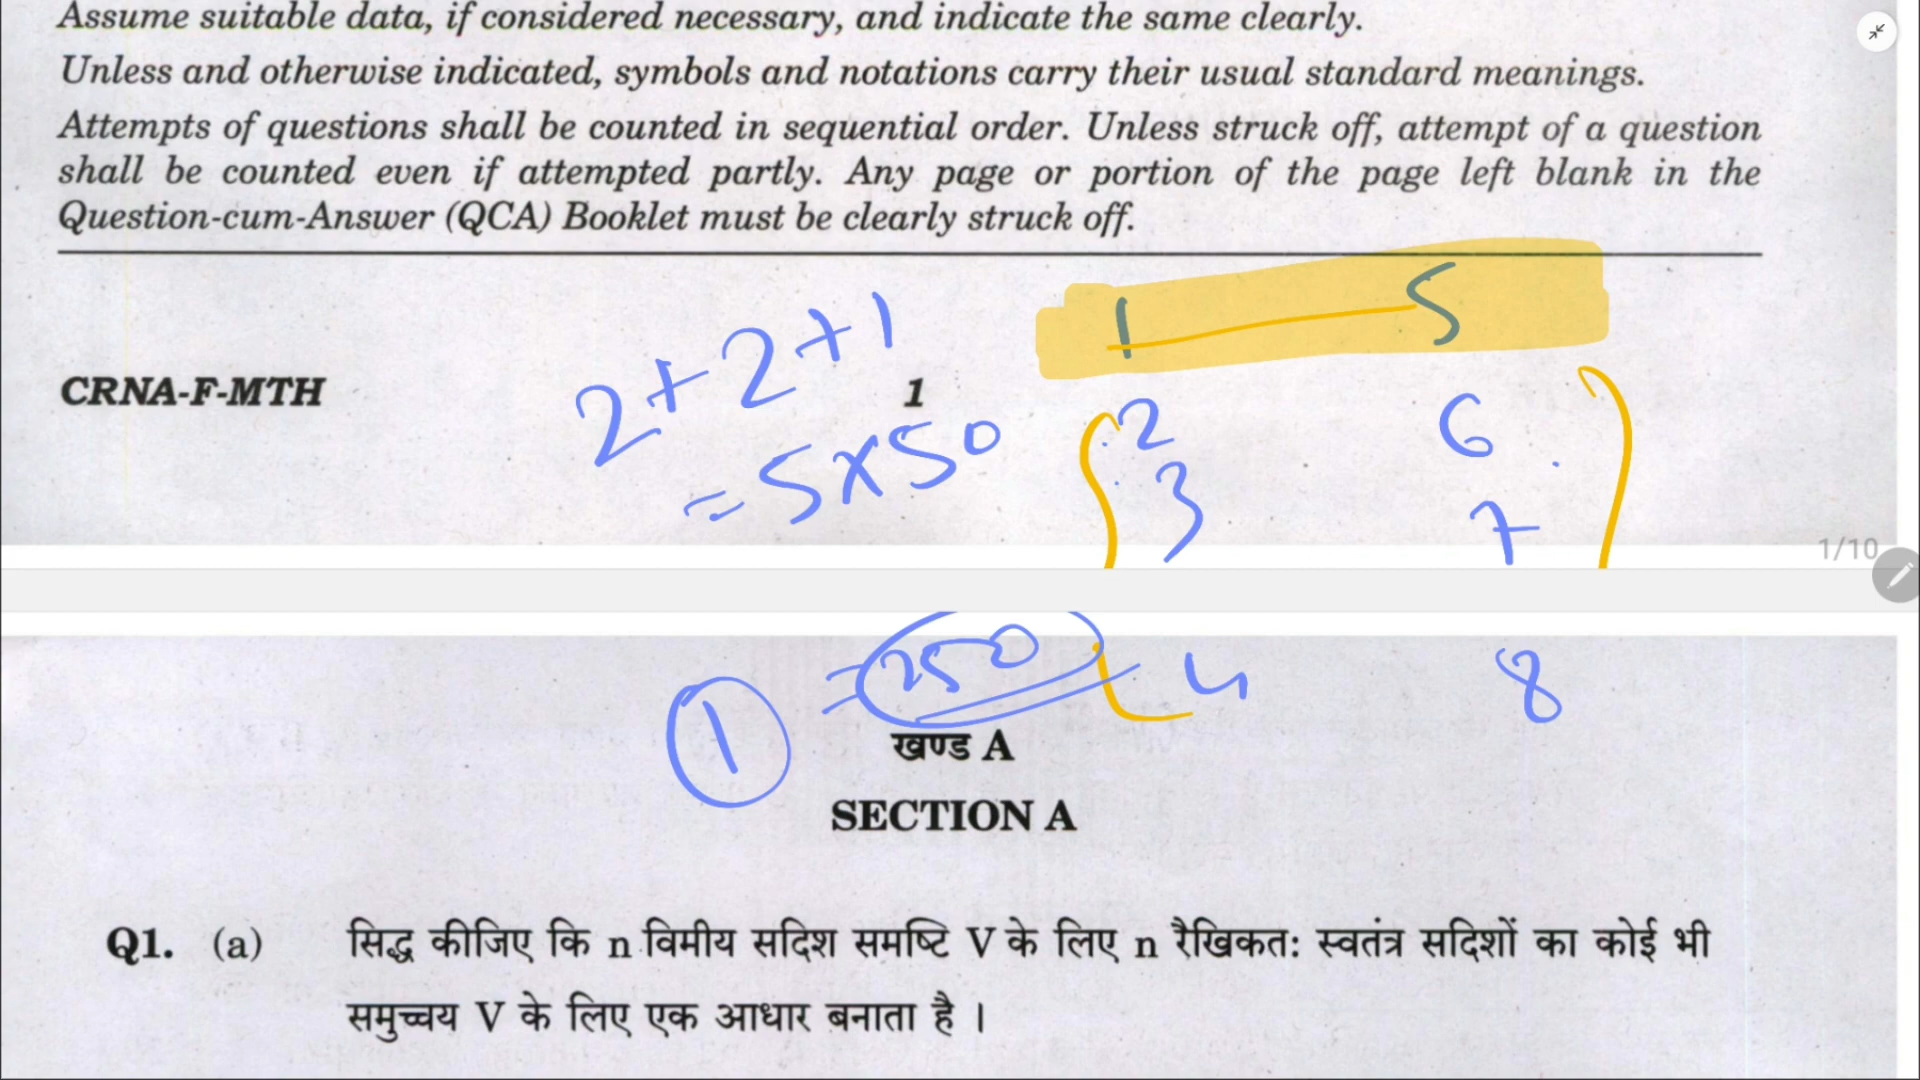 Assume suitable data, if considered necessary, and indicate the same clearly.
Unless and otherwise indicated, symbols and notations carry their usual standard meanings.
Attempts of questions shall be counted in sequential order. Unless struck off, attempt of a question
shall be counted even if attempted partly. Any page or portion of the page left blank in the
Question-cum-Answer (QCA) Booklet must be clearly struck off.
1 5
2+2+1
CRNA-F-MTH 1
2 6
= 5x50
3 7
1/10
= 250
4 8
1
खण्ड A
SECTION A
Q1. (a) सिद्ध कीजिए कि n विमीय सदिश समष्टि V के लिए n रैखिकत: स्वतंत्र सदिशों का कोई भी
समुच्चय V के लिए एक आधार बनाता है ।